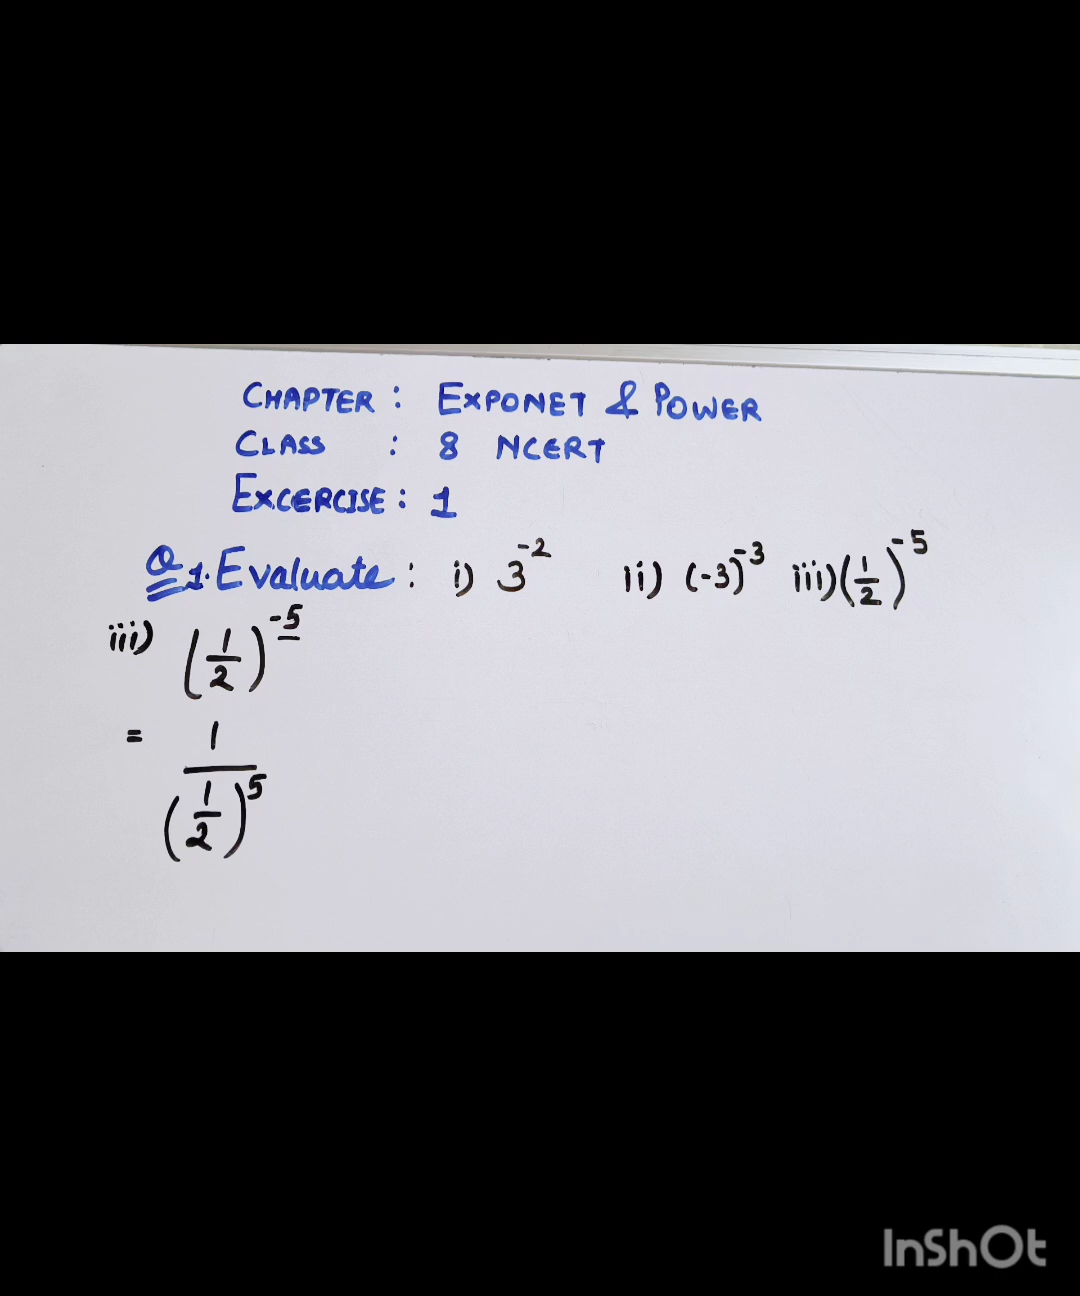 CHAPTER : EXPONET & POWER
CLASS : 8 NCERT
EXCERCISE : 1
Q1. Evaluate : i) 3⁻² ii) (-3)⁻³ iii) (1/2)⁻⁵
iii) (1/2)⁻⁵
= 1/(1/2)⁵
InShOt